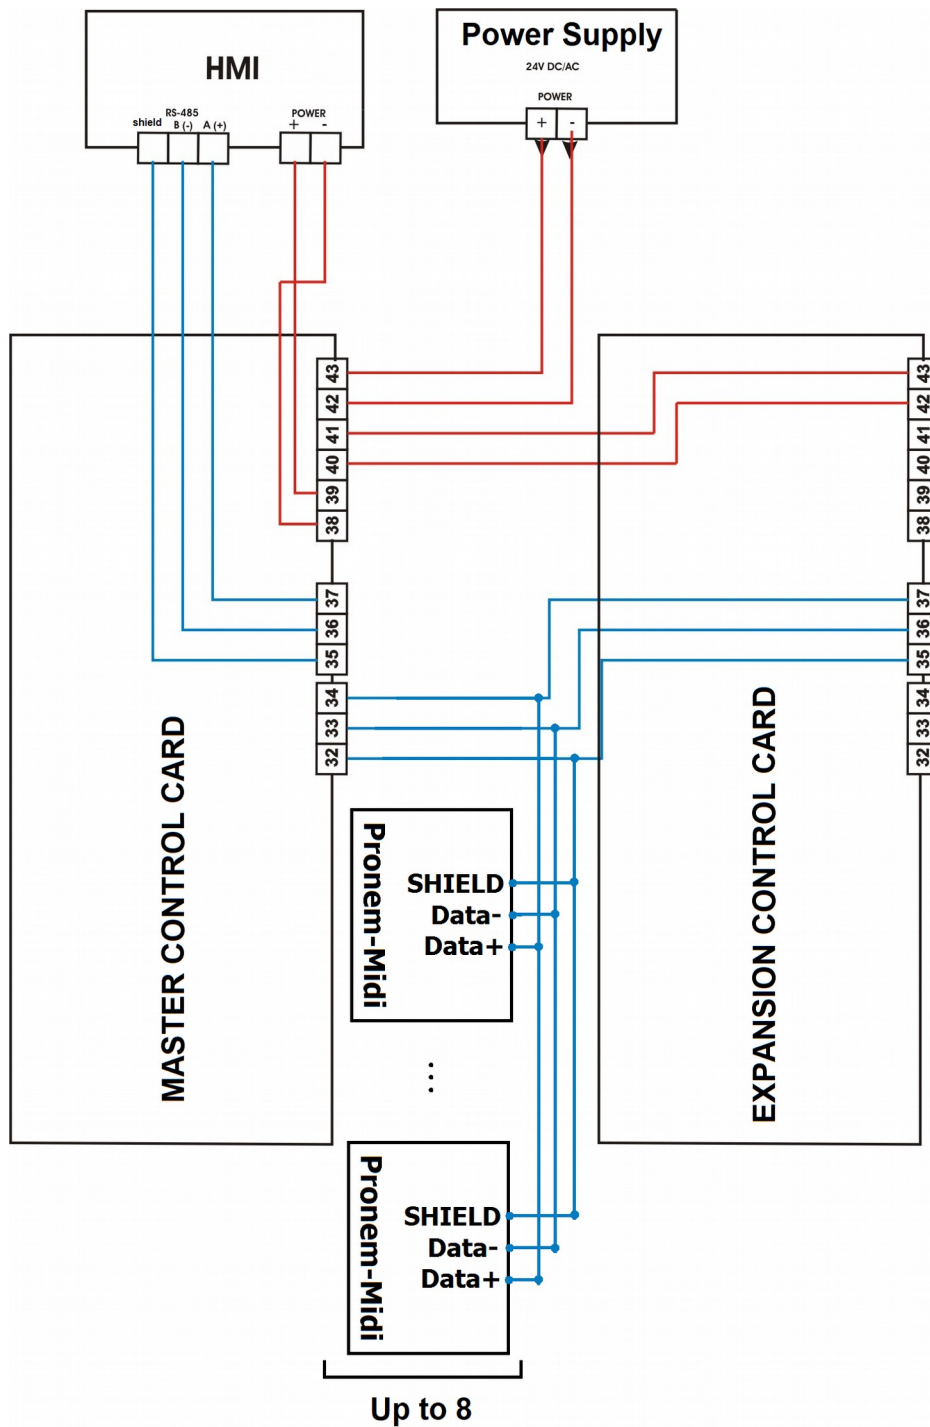 HMI
RS-485
shield B (-) A (+)
POWER
+ -
Power Supply
24V DC/AC
POWER
+ -
43
42
41
40
39
38
37
36
35
34
33
32
MASTER CONTROL CARD
43
42
41
40
39
38
37
36
35
34
33
32
EXPANSION CONTROL CARD
Pronem-Midi
SHIELD
Data-
Data+
⋮
Pronem-Midi
SHIELD
Data-
Data+
Up to 8